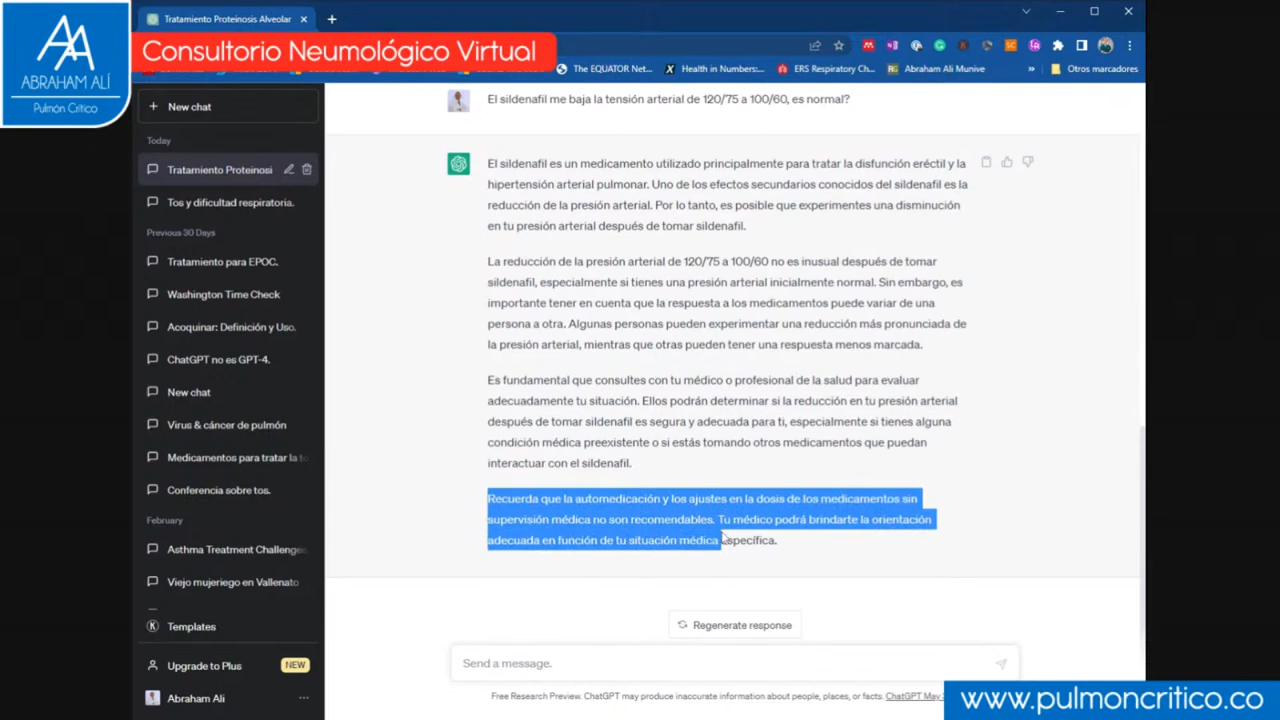 Tratamiento Proteinosis Alveolar
AA
ABRAHAM ALÍ
Pulmón Crítico
Consultorio Neumológico Virtual
The EQUATOR Net...
Health in Numbers:...
ERS Respiratory Ch...
Abraham Ali Munive
»
Otros marcadores
New chat
Today
Tratamiento Proteinosi
Tos y dificultad respiratoria.
Previous 30 Days
Tratamiento para EPOC.
Washington Time Check
Acoquinar: Definición y Uso.
ChatGPT no es GPT-4.
New chat
Virus & cáncer de pulmón
Medicamentos para tratar la to
Conferencia sobre tos.
February
Asthma Treatment Challenges
Viejo mujeriego en Vallenato
Templates
Upgrade to Plus NEW
Abraham Ali
El sildenafil me baja la tensión arterial de 120/75 a 100/60, es normal?
El sildenafil es un medicamento utilizado principalmente para tratar la disfunción eréctil y la
hipertensión arterial pulmonar. Uno de los efectos secundarios conocidos del sildenafil es la
reducción de la presión arterial. Por lo tanto, es posible que experimentes una disminución
en tu presión arterial después de tomar sildenafil.
La reducción de la presión arterial de 120/75 a 100/60 no es inusual después de tomar
sildenafil, especialmente si tienes una presión arterial inicialmente normal. Sin embargo, es
importante tener en cuenta que la respuesta a los medicamentos puede variar de una
persona a otra. Algunas personas pueden experimentar una reducción más pronunciada de
la presión arterial, mientras que otras pueden tener una respuesta menos marcada.
Es fundamental que consultes con tu médico o profesional de la salud para evaluar
adecuadamente tu situación. Ellos podrán determinar si la reducción en tu presión arterial
después de tomar sildenafil es segura y adecuada para ti, especialmente si tienes alguna
condición médica preexistente o si estás tomando otros medicamentos que puedan
interactuar con el sildenafil.
Recuerda que la automedicación y los ajustes en la dosis de los medicamentos sin
supervisión médica no son recomendables. Tu médico podrá brindarte la orientación
adecuada en función de tu situación médica específica.
Regenerate response
Send a message.
Free Research Preview. ChatGPT may produce inaccurate information about people, places, or facts. ChatGPT May
www.pulmoncritico.co